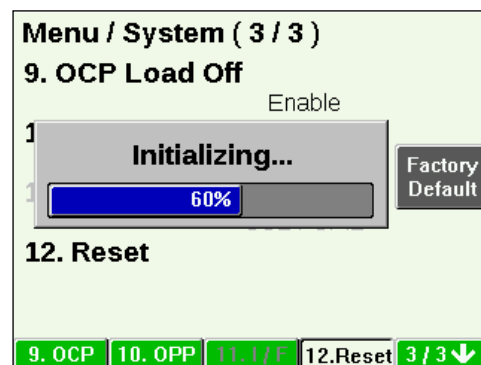 Menu / System ( 3 / 3 )
9. OCP Load Off
Enable
Initializing...
60%
Factory
Default
12. Reset
9. OCP 10. OPP 11. I / F 12.Reset 3 / 3